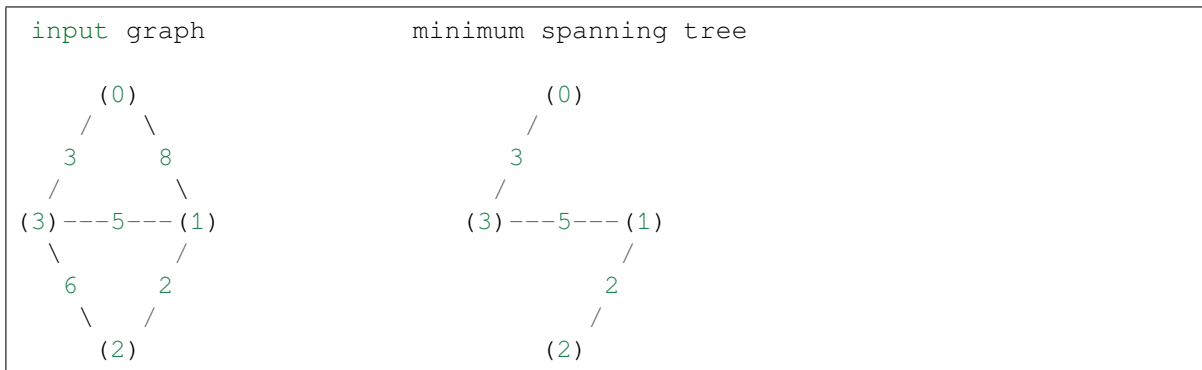 input graph             minimum spanning tree

     (0)                             (0)
    /   \                           /
   3     8                         3
  /       \                       /
(3)---5---(1)                   (3)---5---(1)
  \       /                               /
   6     2                               2
    \   /                               /
     (2)                             (2)